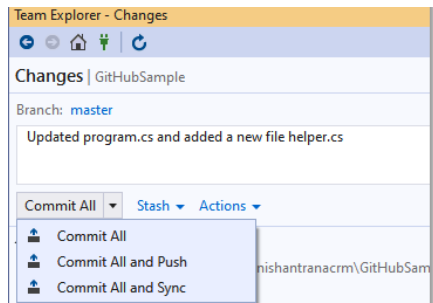 Team Explorer - Changes
Changes | GitHubSample
Branch: master
Updated program.cs and added a new file helper.cs
Commit All Stash Actions
Commit All
Commit All and Push
nishantranacrm\GitHubSam
Commit All and Sync